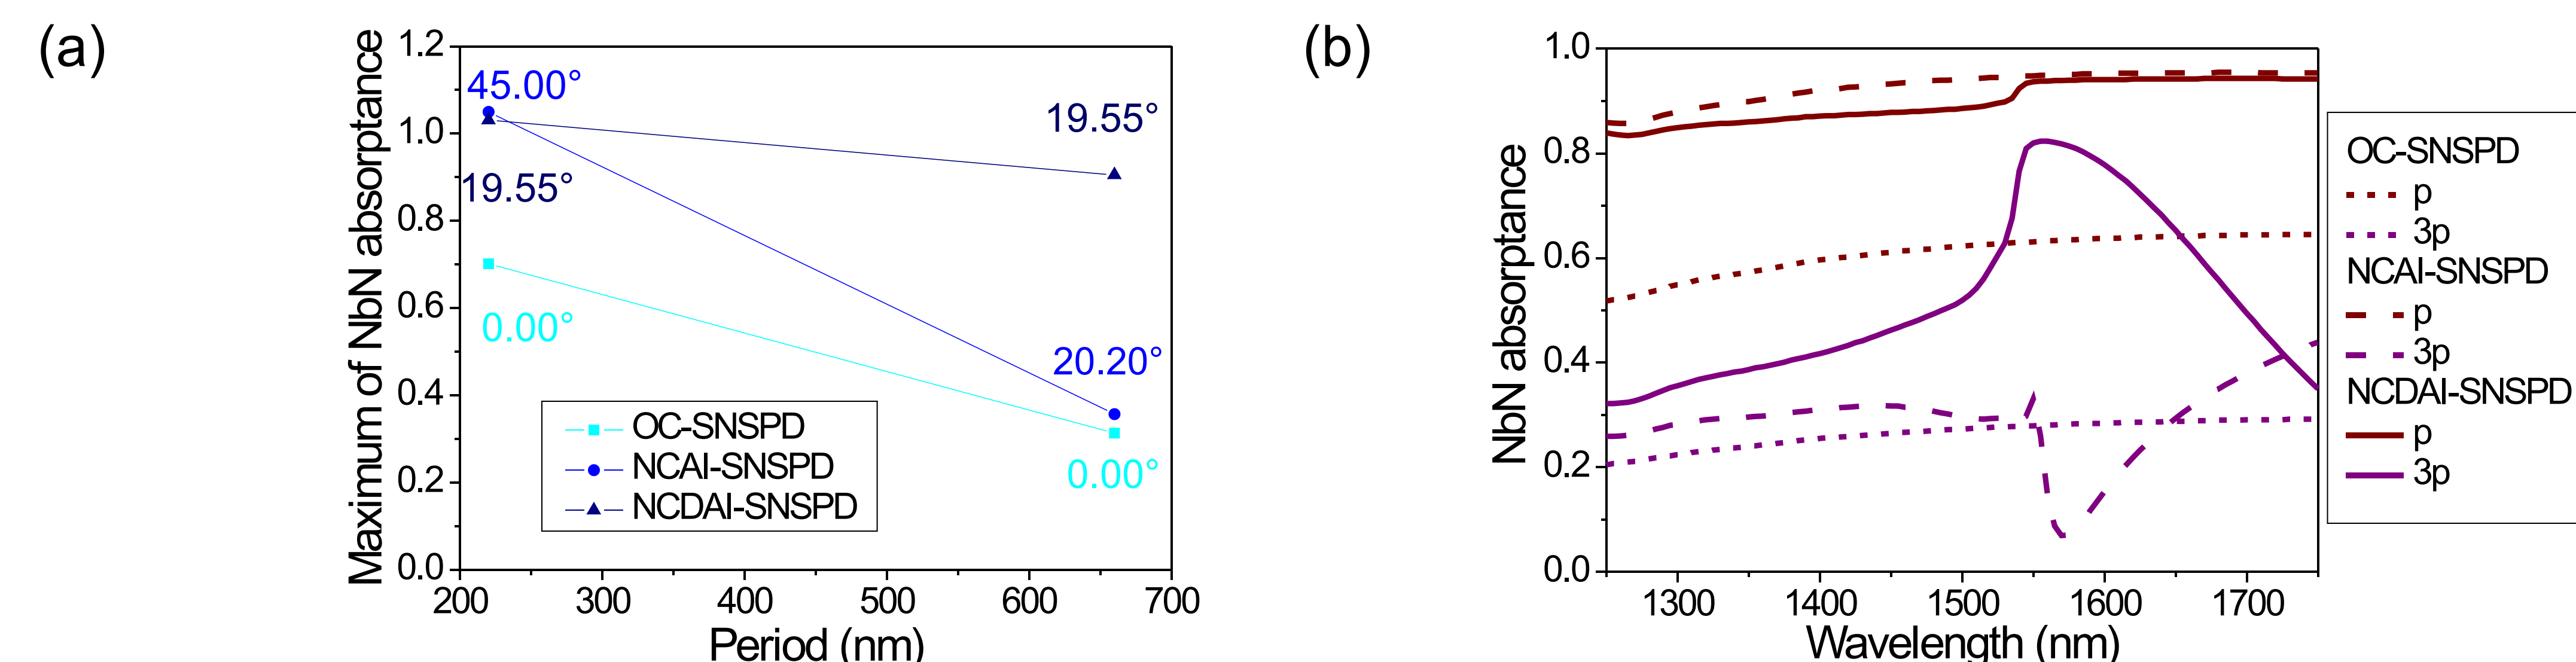 (a)
Maximum of NbN absorptance
1.2
1.0
0.8
0.6
0.4
0.2
0.0
45.00°
19.55°
19.55°
0.00°
20.20°
0.00°
OC-SNSPD
NCAI-SNSPD
NCDAI-SNSPD
200 300 400 500 600 700
Period (nm)
(b)
NbN absorptance
1.0
0.8
0.6
0.4
0.2
0.0
1300 1400 1500 1600 1700
Wavelength (nm)
OC-SNSPD
p
3p
NCAI-SNSPD
p
3p
NCDAI-SNSPD
p
3p